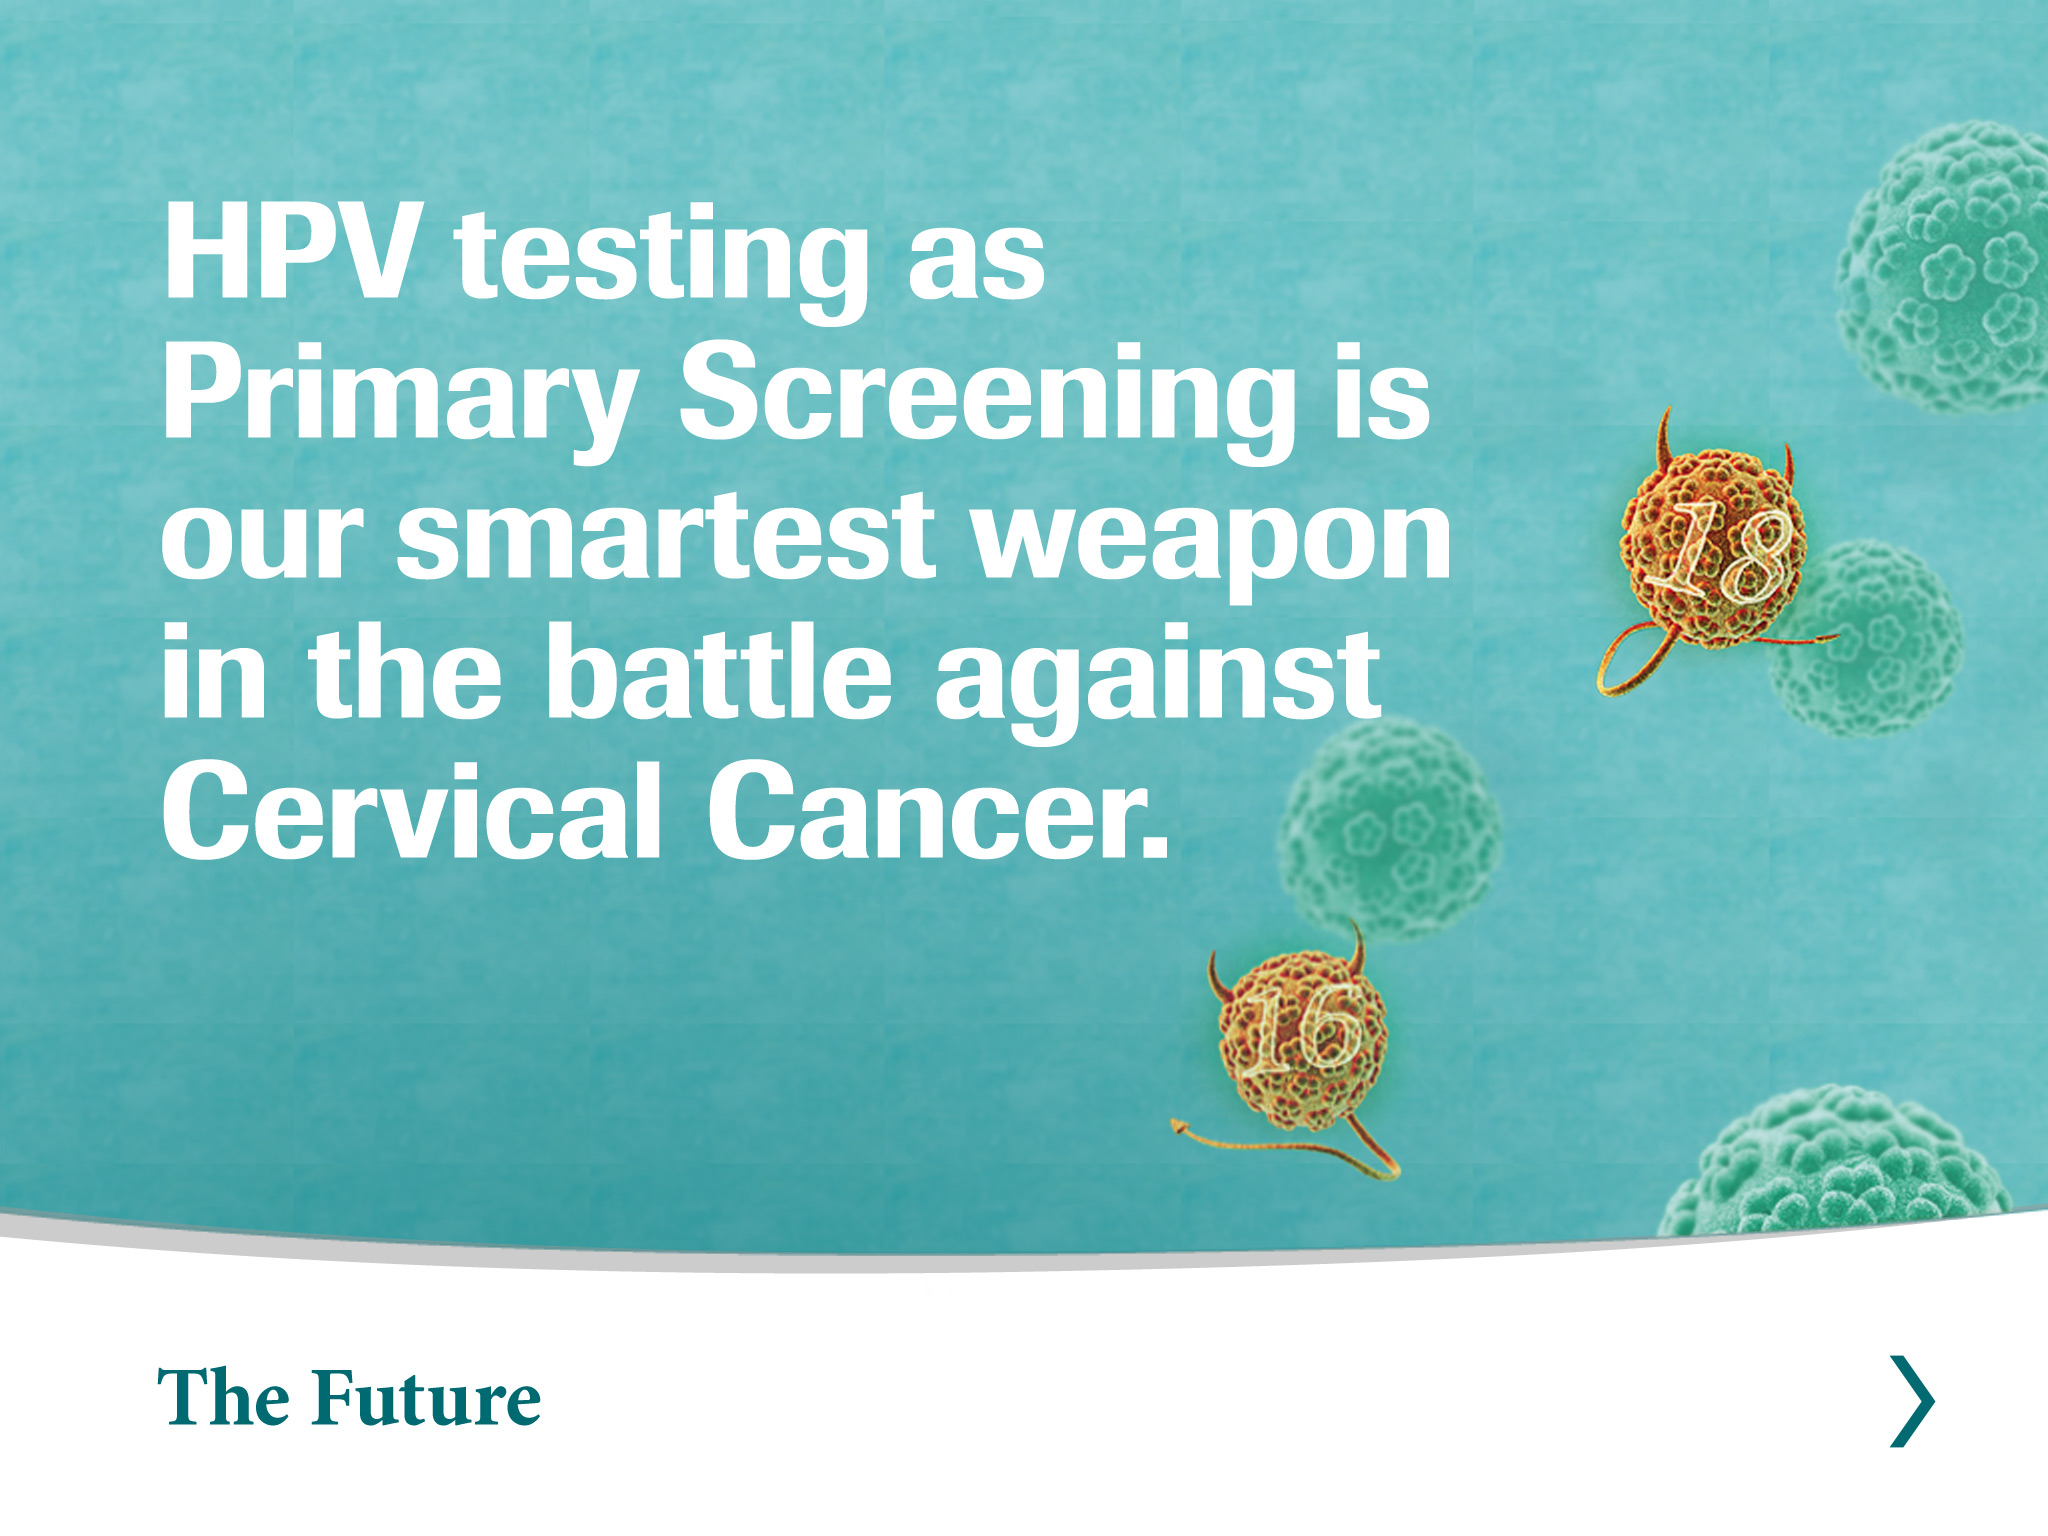 HPV testing as
Primary Screening is
our smartest weapon
in the battle against
Cervical Cancer.
18
16
The Future